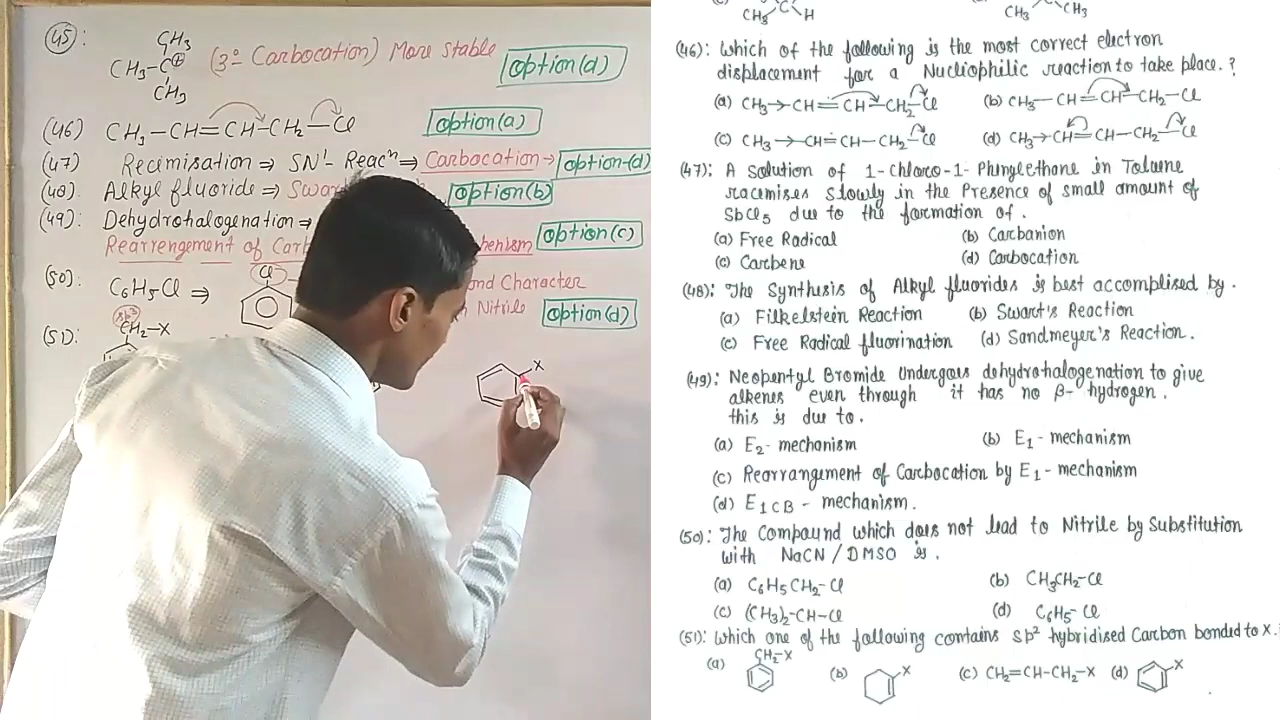 (45):
CH3
CH3-C⊕
CH3
(3° Carbocation) More Stable
Option(d)
(46) CH3-CH=CH-CH2-Cl
Option(a)
(47) Recimisation ⇒ SN1- Reacn ⇒ Carbocation → Option-(d)
(48). Alkyl fluoride ⇒
Option(b)
(49): Dehydrohalogenation ⇒
Rearrengement of
Option(c)
(50): C6H5Cl ⇒
Cl
Character
Nitrile
Option(d)
(51): sp3
CH2-X
X
CH3 C H
CH3 CH3
(46): Which of the following is the most correct electron
displacement for a Nucliophilic reaction to take place.?
(a) CH3→CH=CH-CH2-Cl (b) CH3-CH=CH-CH2-Cl
(c) CH3→CH=CH-CH2-Cl (d) CH3→CH=CH-CH2→Cl
(47): A solution of 1-Chloro-1-Phenylethane in Toluene
racemises slowly in the Presence of small amount of
SbCl5 due to the formation of.
(a) Free Radical (b) Carbanion
(c) Carbene (d) Carbocation
(48): The Synthesis of Alkyl fluorides is best accomplised by.
(a) Filkelstein Reaction (b) Swart's Reaction
(c) Free Radical fluorination (d) Sandmeyer's Reaction.
(49): Neopentyl Bromide Undergoes dehydrohalogenation to give
alkenes even through it has no β- hydrogen.
this is due to.
(a) E2- mechanism (b) E1- mechanism
(c) Rearrangement of Carbocation by E1- mechanism
(d) E1CB - mechanism.
(50): The Compound which does not lead to Nitrile by Substitution
with NaCN/DMSO is.
(a) C6H5CH2-Cl (b) CH3CH2-Cl
(c) (CH3)2-CH-Cl (d) C6H5-Cl
(51): Which one of the following contains sp2 hybridised Carbon bonded to X.
(a) CH2-X (b) X (c) CH2=CH-CH2-X (d) X